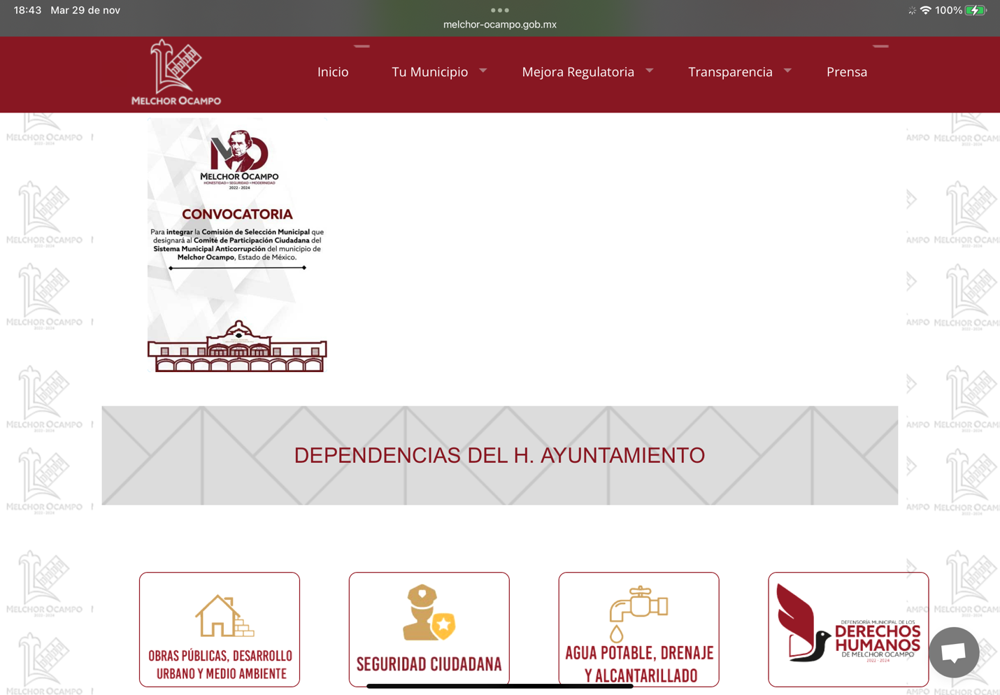 18:43 Mar 29 de nov
100%
melchor-ocampo.gob.mx
MELCHOR OCAMPO
Inicio
Tu Municipio
Mejora Regulatoria
Transparencia
Prensa
MELCHOR OCAMPO
HONESTIDAD • SEGURIDAD • MODERNIDAD
2022 - 2024
CONVOCATORIA
Para integrar la Comisión de Selección Municipal que
designará al Comité de Participación Ciudadana del
Sistema Municipal Anticorrupción del municipio de
Melchor Ocampo, Estado de México.
DEPENDENCIAS DEL H. AYUNTAMIENTO
OBRAS PÚBLICAS, DESARROLLO
URBANO Y MEDIO AMBIENTE
SEGURIDAD CIUDADANA
AGUA POTABLE, DRENAJE
Y ALCANTARILLADO
DEFENSORÍA MUNICIPAL DE LOS
DERECHOS
HUMANOS
DE MELCHOR OCAMPO
2022 - 2024